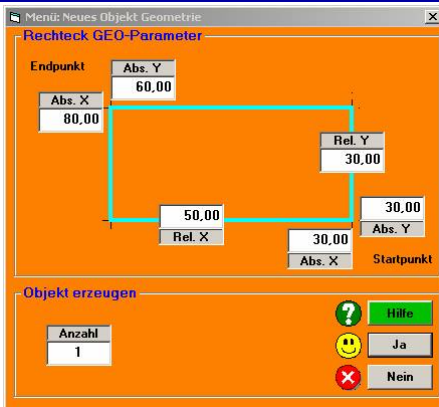 Menü: Neues Objekt Geometrie
Rechteck GEO-Parameter
Endpunkt
Abs. Y
60,00
Abs. X
80,00
Rel. Y
30,00
50,00
Rel. X
30,00
Abs. Y
30,00
Abs. X
Startpunkt
Objekt erzeugen
Anzahl
1
? Hilfe
Ja
Nein